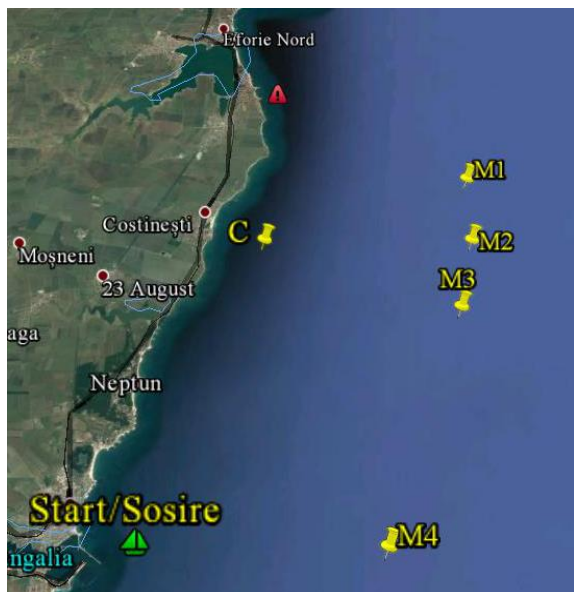 Eforie Nord
M1
Costinești
C
M2
Moșneni
23 August
M3
aga
Neptun
Start/Sosire
M4
ngalia